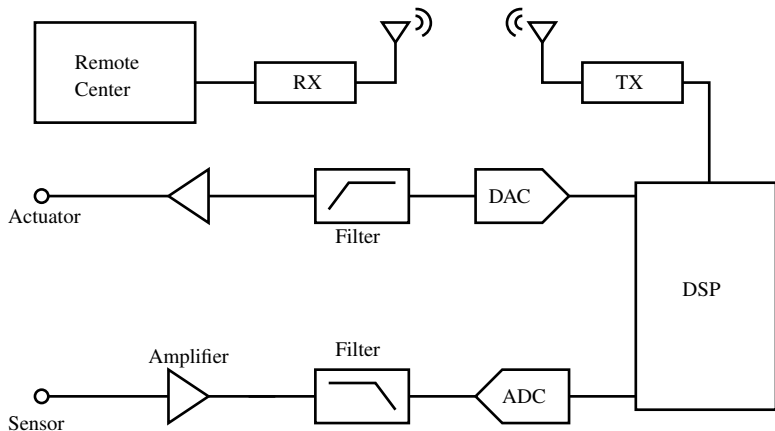 Remote
Center
RX
TX
DAC
Actuator
Filter
DSP
Amplifier
Filter
ADC
Sensor